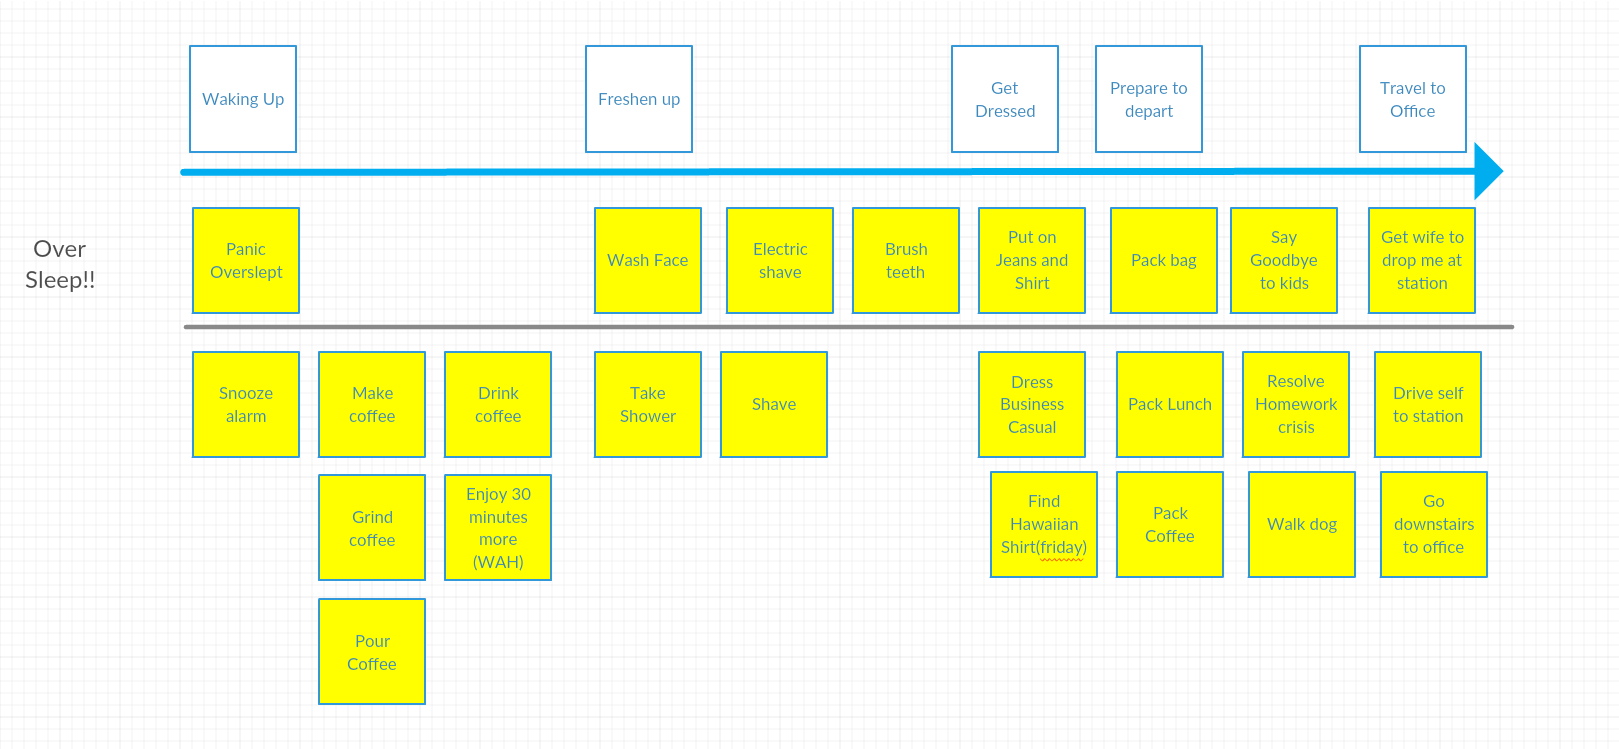 Waking Up
Freshen up
Get
Dressed
Prepare to
depart
Travel to
Office
Over
Sleep!!
Panic
Overslept
Wash Face
Electric
shave
Brush
teeth
Put on
Jeans and
Shirt
Pack bag
Say
Goodbye
to kids
Get wife to
drop me at
station
Snooze
alarm
Make
coffee
Drink
coffee
Take
Shower
Shave
Dress
Business
Casual
Pack Lunch
Resolve
Homework
crisis
Drive self
to station
Grind
coffee
Enjoy 30
minutes
more
(WAH)
Find
Hawaiian
Shirt(friday)
Pack
Coffee
Walk dog
Go
downstairs
to office
Pour
Coffee